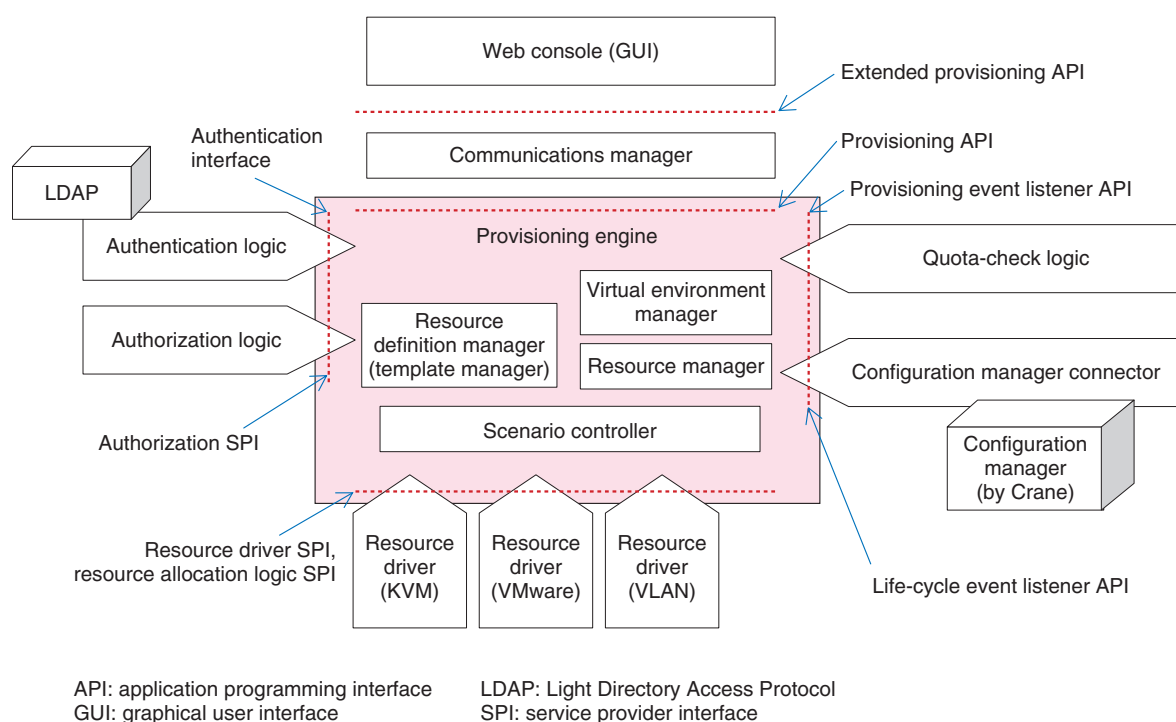 Web console (GUI)
Extended provisioning API
Authentication
interface
Communications manager
Provisioning API
LDAP
Provisioning event listener API
Authentication logic
Provisioning engine
Quota-check logic
Virtual environment
manager
Authorization logic
Resource
definition manager
(template manager)
Resource manager
Configuration manager connector
Scenario controller
Authorization SPI
Configuration
manager
(by Crane)
Resource driver SPI,
resource allocation logic SPI
Resource
driver
(KVM)
Resource
driver
(VMware)
Resource
driver
(VLAN)
Life-cycle event listener API
API: application programming interface
GUI: graphical user interface
LDAP: Light Directory Access Protocol
SPI: service provider interface